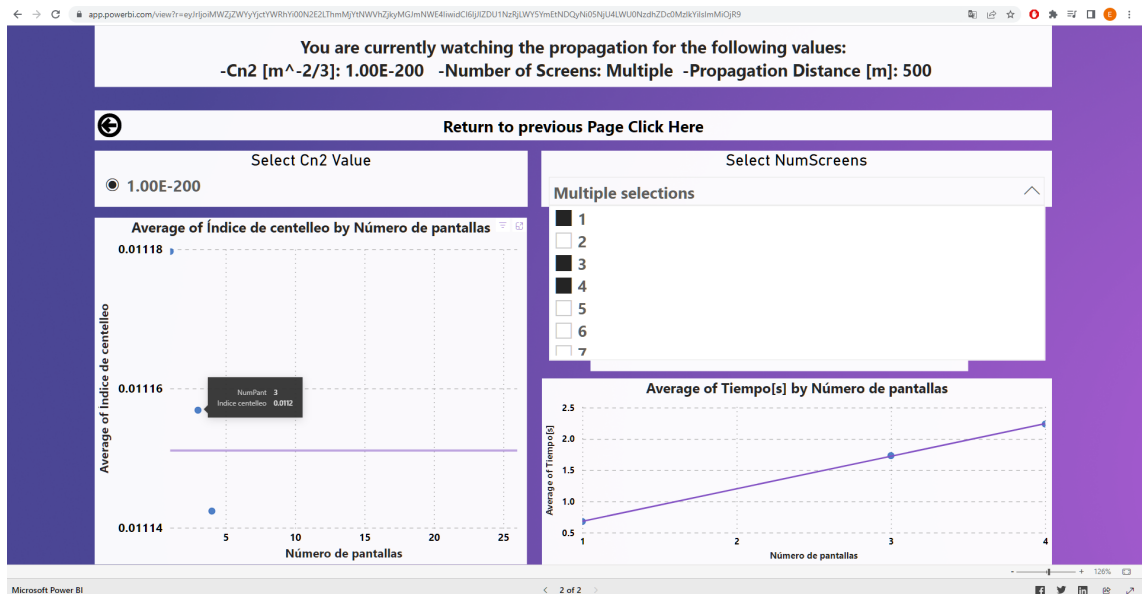 You are currently watching the propagation for the following values:
-Cn2 [m^-2/3]: 1.00E-200 -Number of Screens: Multiple -Propagation Distance [m]: 500
Return to previous Page Click Here
Select Cn2 Value
1.00E-200
Select NumScreens
Multiple selections
1
2
3
4
5
6
7
Average of Índice de centelleo by Número de pantallas
Average of Índice de centelleo
0.01118
0.01116
0.01114
NumPant 3
Indice centelleo 0.0112
5
10
15
20
25
Número de pantallas
Average of Tiempo[s] by Número de pantallas
Average of Tiempo[s]
2.5
2.0
1.5
1.0
0.5
1
2
3
4
Número de pantallas
- + 126%
Microsoft Power BI
< 2 of 2 >